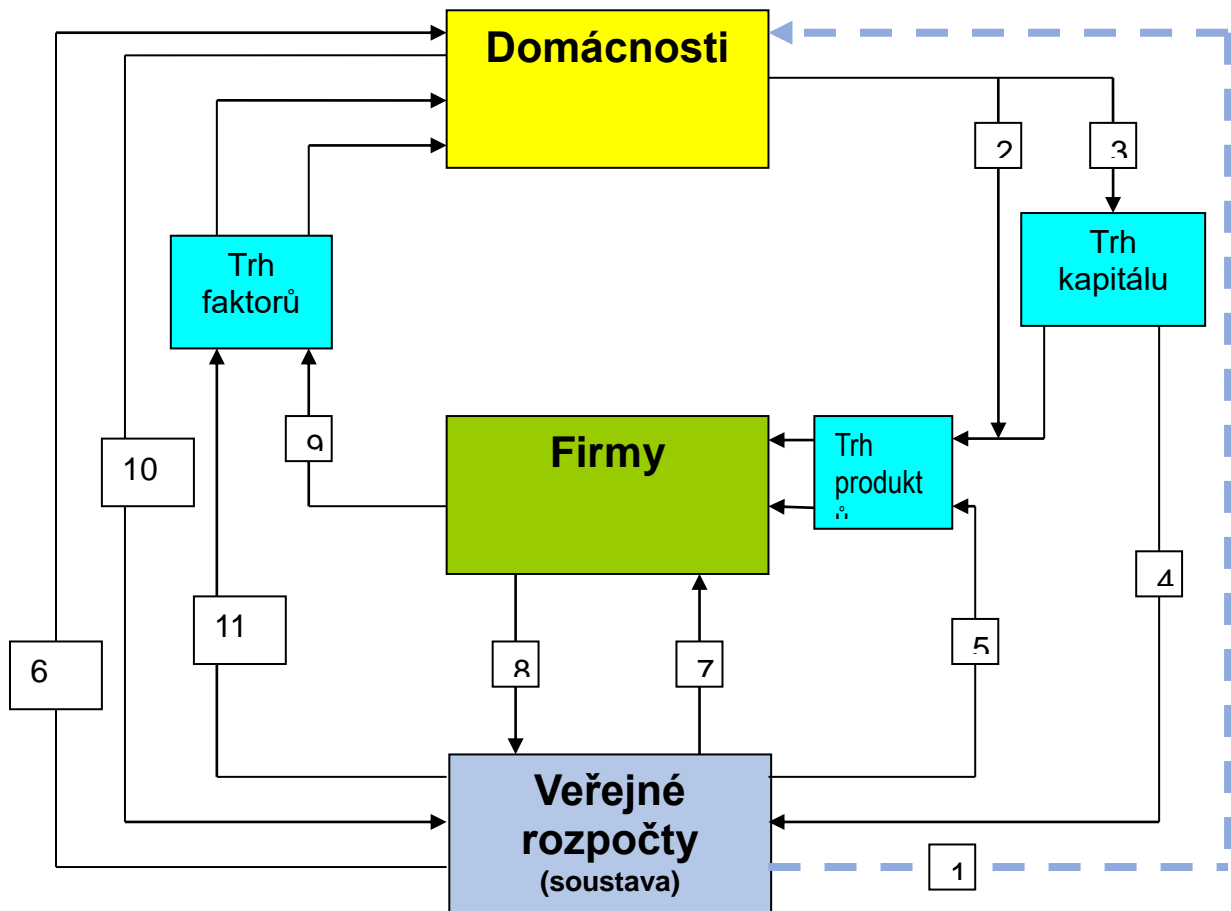 Domácnosti
2
3
Trh
kapitálu
Trh
faktorů
9
Firmy
Trh
produkt
ů
10
4
11
5
6
8
7
Veřejné
rozpočty
(soustava)
1